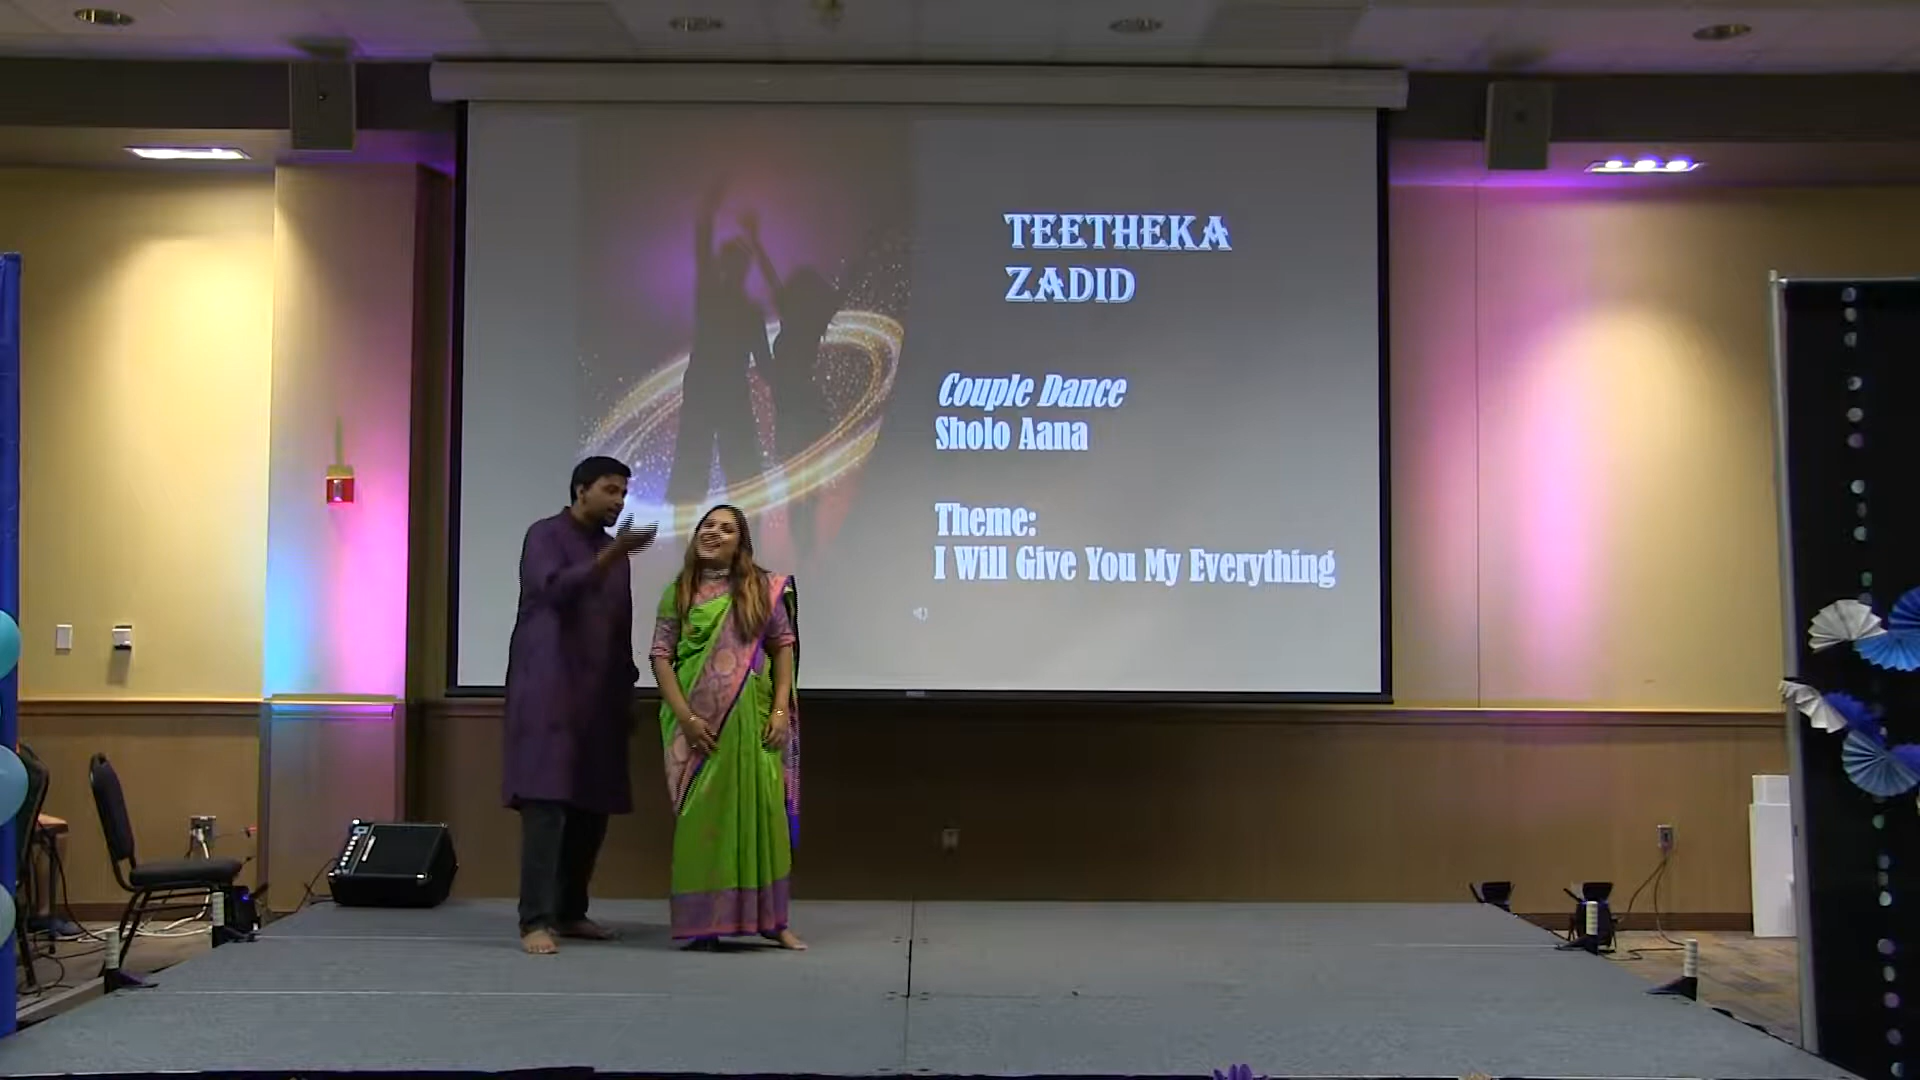 TEETHEKA
ZADID
Couple Dance
Sholo Aana
Theme:
I Will Give You My Everything